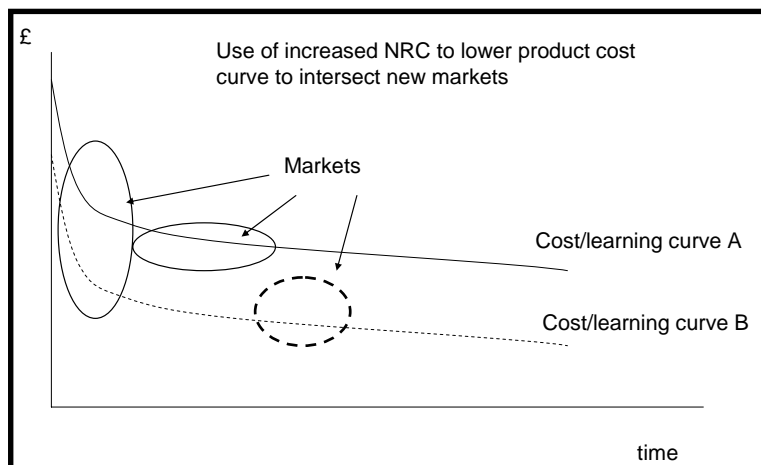 £
Use of increased NRC to lower product cost
curve to intersect new markets
Markets
Cost/learning curve A
Cost/learning curve B
time